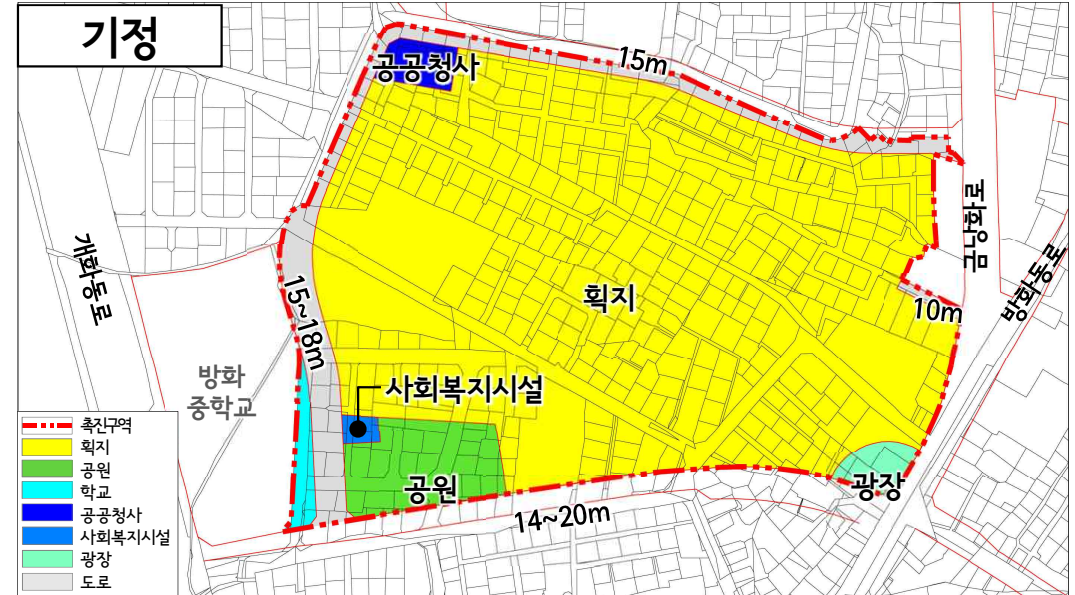 기정
공공청사
15m
금낭화로
개화동로
방화동로
획지
10m
15~18m
방화
중학교
사회복지시설
공원
광장
14~20m
촉진구역
획지
공원
학교
공공청사
사회복지시설
광장
도로